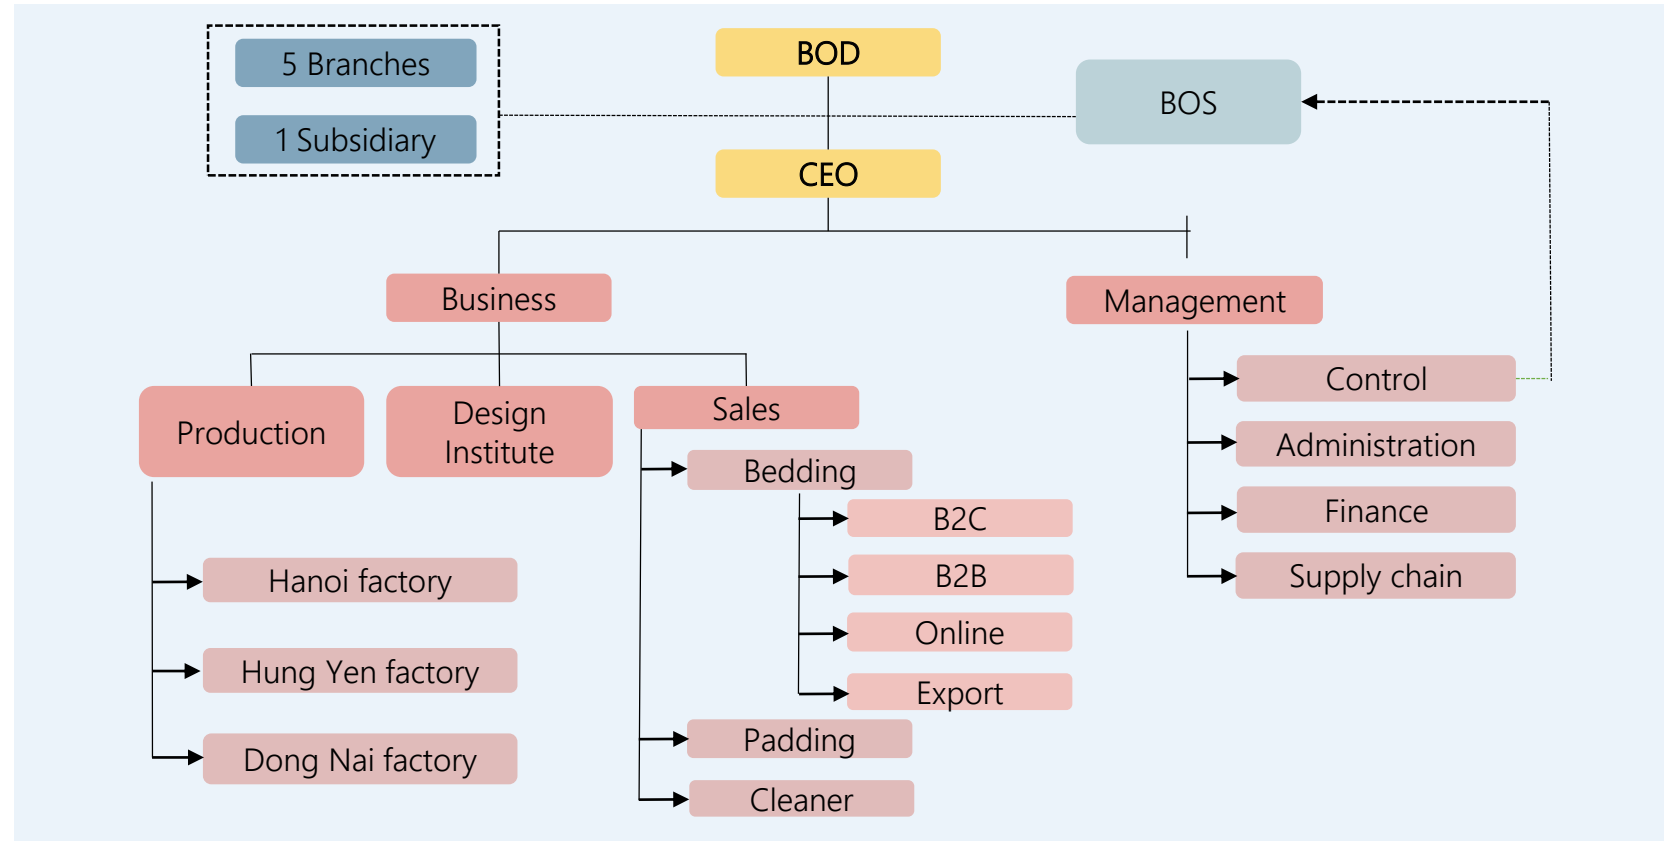 5 Branches
1 Subsidiary
BOD
BOS
CEO
Business
Management
Production
Design
Institute
Sales
Hanoi factory
Hung Yen factory
Dong Nai factory
Bedding
B2C
B2B
Online
Export
Padding
Cleaner
Control
Administration
Finance
Supply chain